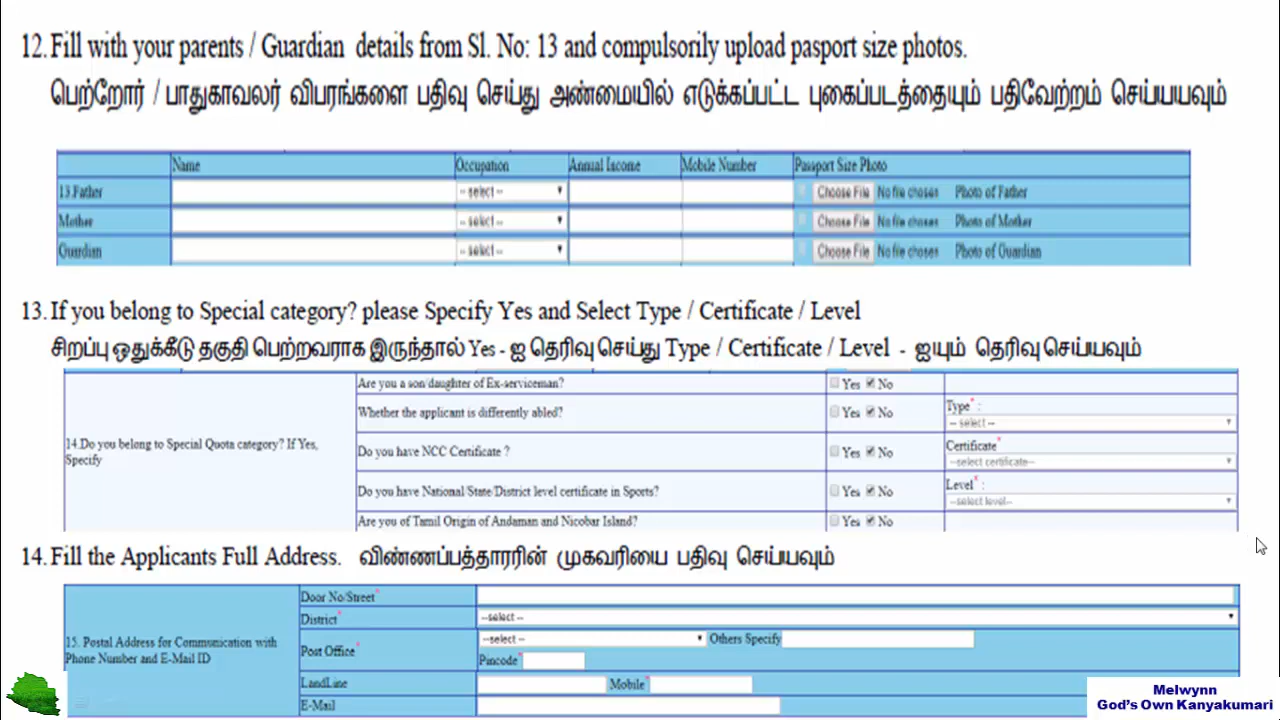 12. Fill with your parents / Guardian details from Sl. No: 13 and compulsorily upload pasport size photos.
பெற்றோர் / பாதுகாவலர் விபரங்களை பதிவு செய்து அண்மையில் எடுக்கப்பட்ட புகைப்படத்தையும் பதிவேற்றம் செய்யயவும்
Name Occupation Annual Income Mobile Number Passport Size Photo
13.Father -- select -- Choose File No file chosen Photo of Father
Mother -- select -- Choose File No file chosen Photo of Mother
Guardian -- select -- Choose File No file chosen Photo of Guardian
13. If you belong to Special category? please Specify Yes and Select Type / Certificate / Level
சிறப்பு ஒதுக்கீடு தகுதி பெற்றவராக இருந்தால் Yes - ஐ தெரிவு செய்து Type / Certificate / Level - ஐயும் தெரிவு செய்யவும்
14.Do you belong to Special Quota category? If Yes, Specify
Are you a son/daughter of Ex-serviceman? Yes No
Whether the applicant is differently abled? Yes No Type* : -- select --
Do you have NCC Certificate ? Yes No Certificate* --select certificate--
Do you have National/State/District level certificate in Sports? Yes No Level* : --select level--
Are you of Tamil Origin of Andaman and Nicobar Island? Yes No
14. Fill the Applicants Full Address. விண்ணப்பத்தாரரின் முகவரியை பதிவு செய்யவும்
15. Postal Address for Communication with Phone Number and E-Mail ID
Door No/Street*
District* --select --
Post Office* --select -- Others Specify
Pincode*
LandLine Mobile*
E-Mail
Melwynn
God's Own Kanyakumari